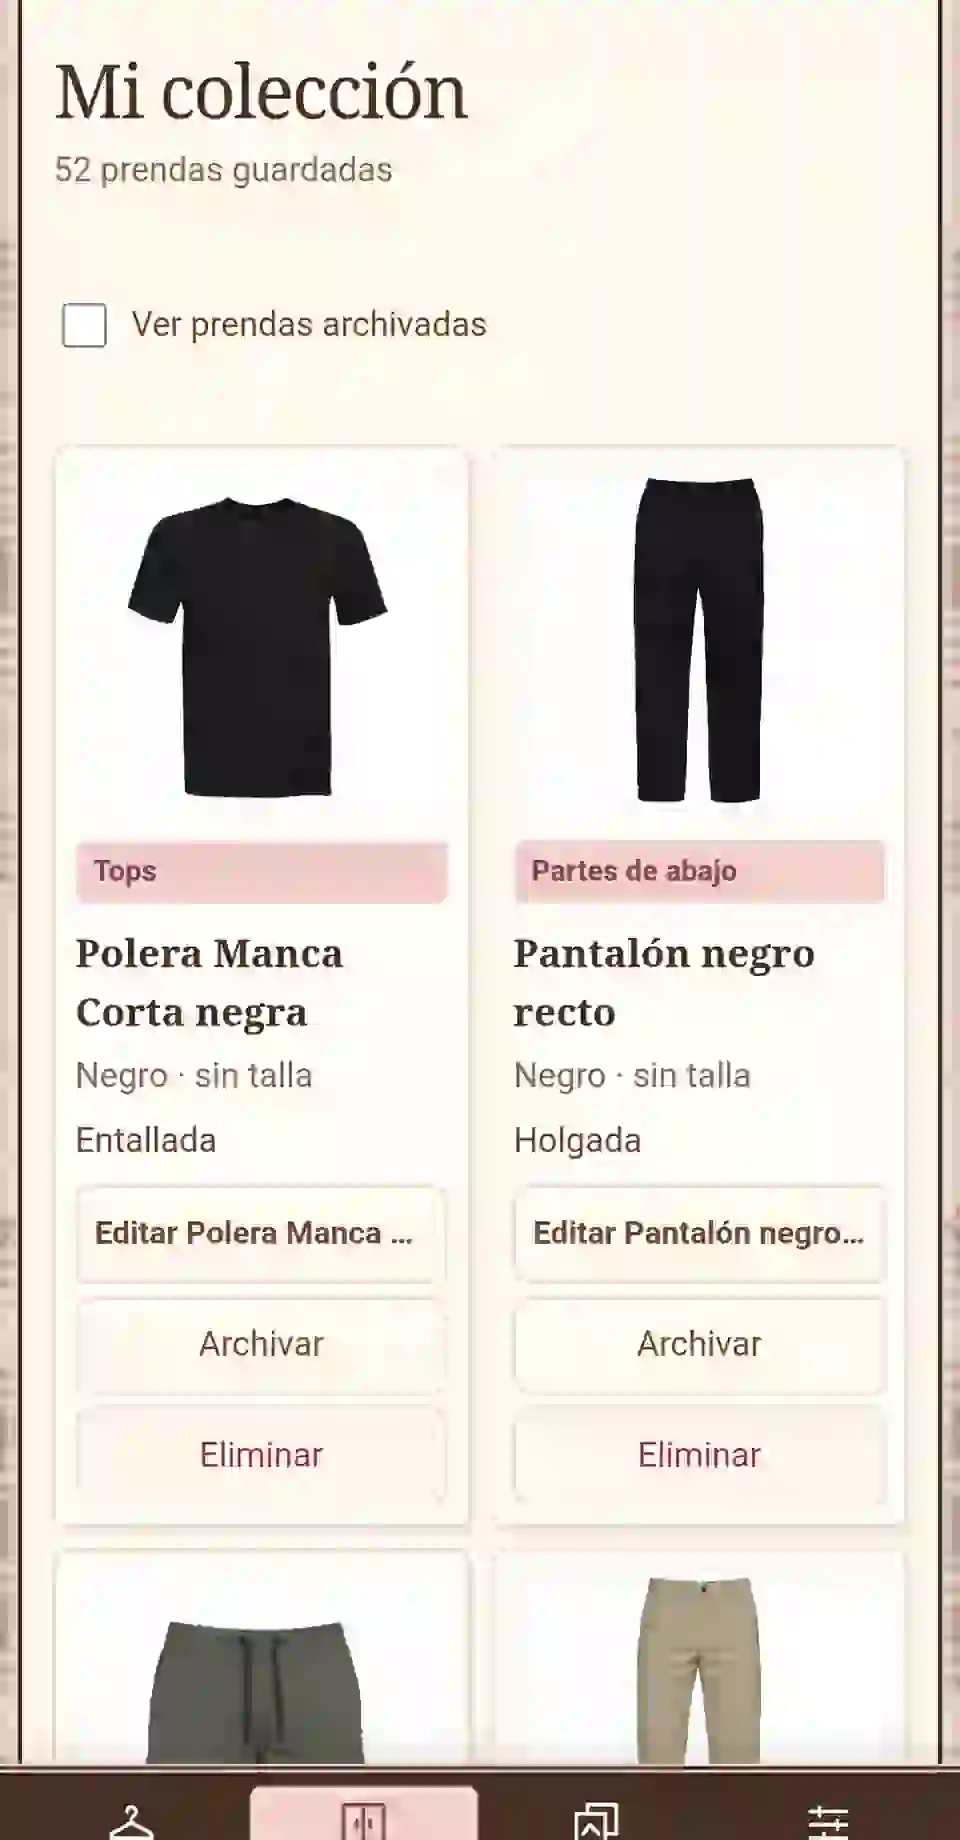 Mi colección
52 prendas guardadas
Ver prendas archivadas
Tops
Polera Manca
Corta negra
Negro · sin talla
Entallada
Editar Polera Manca ...
Archivar
Eliminar
Partes de abajo
Pantalón negro
recto
Negro · sin talla
Holgada
Editar Pantalón negro...
Archivar
Eliminar